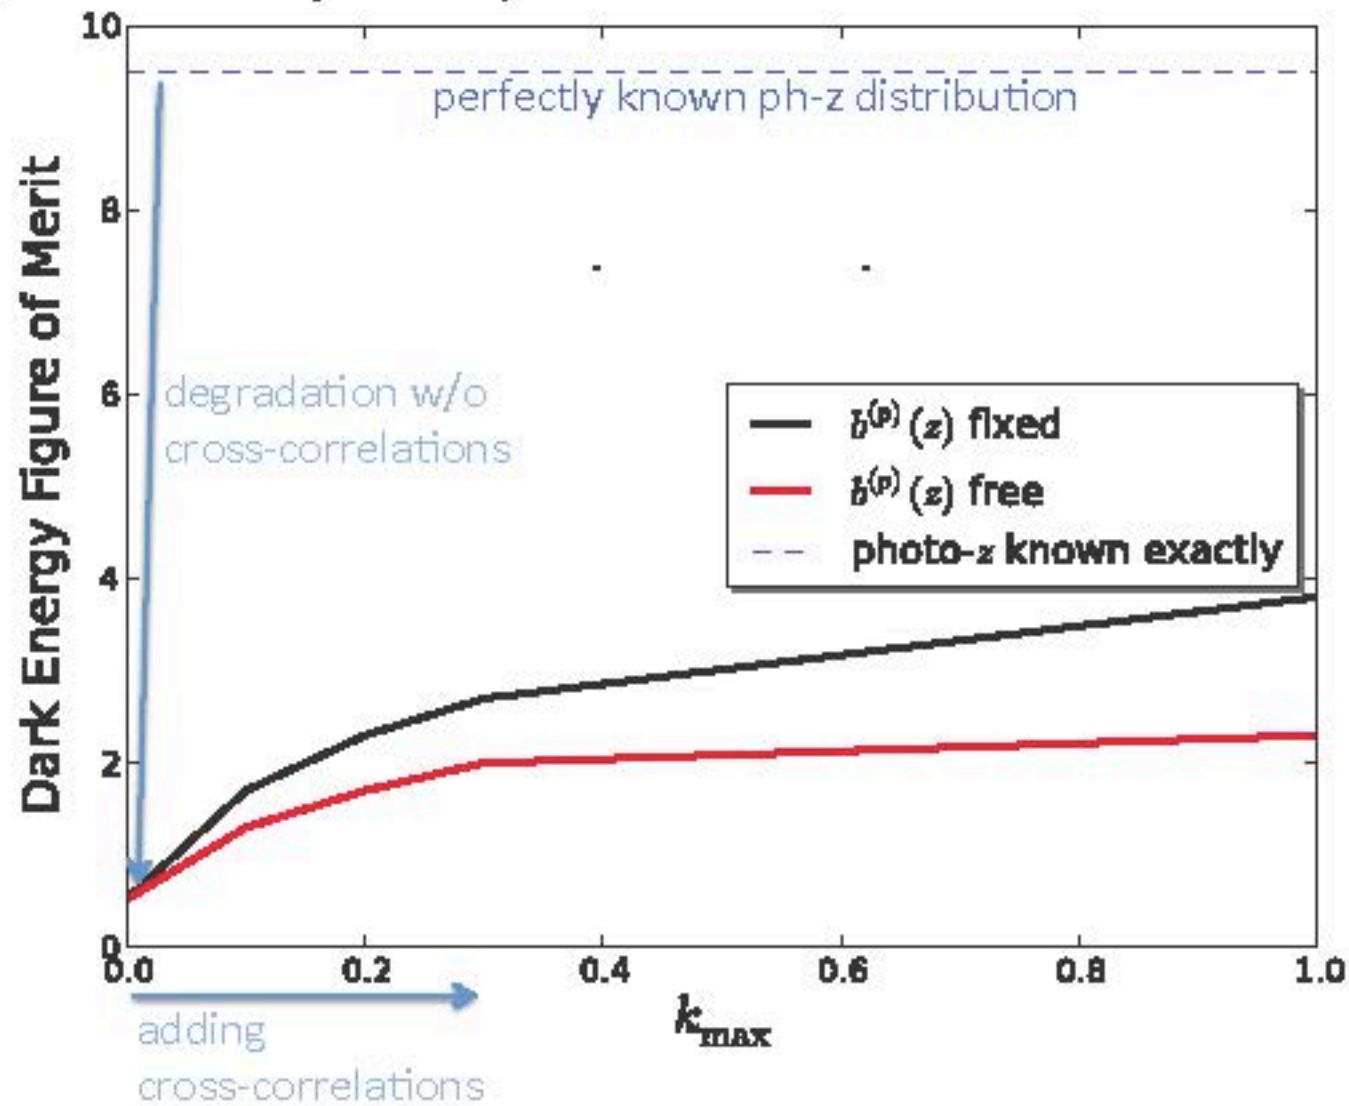 10
perfectly known ph-z distribution
8
degradation w/o
cross-correlations
6
b^(p) (z) fixed
b^(p) (z) free
photo-z known exactly
4
2
0
Dark Energy Figure of Merit
0.0 0.2 0.4 0.6 0.8 1.0
k_max
adding
cross-correlations